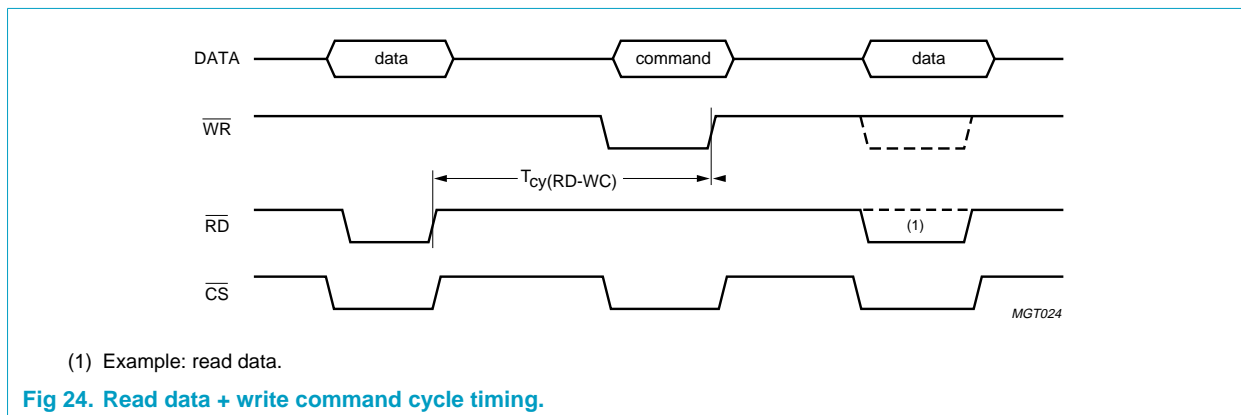 DATA data command data
WR
Tcy(RD-WC)
RD (1)
CS
MGT024
(1) Example: read data.
Fig 24. Read data + write command cycle timing.